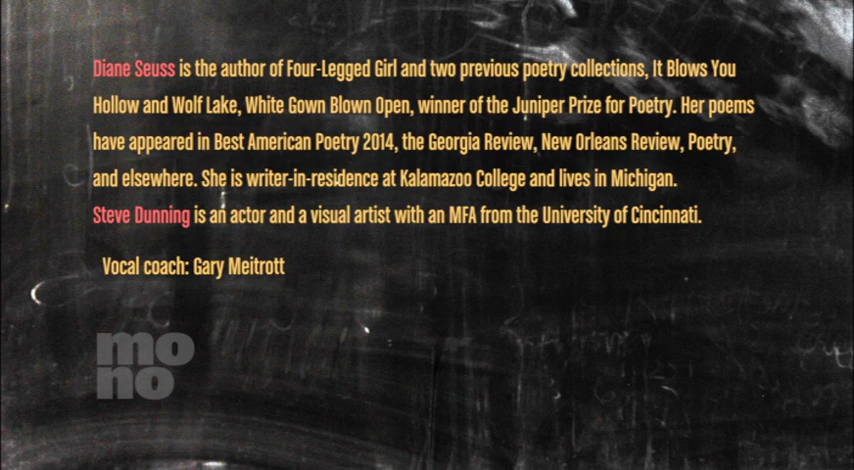 Diane Seuss is the author of Four-Legged Girl and two previous poetry collections, It Blows You
Hollow and Wolf Lake, White Gown Blown Open, winner of the Juniper Prize for Poetry. Her poems
have appeared in Best American Poetry 2014, the Georgia Review, New Orleans Review, Poetry,
and elsewhere. She is writer-in-residence at Kalamazoo College and lives in Michigan.
Steve Dunning is an actor and a visual artist with an MFA from the University of Cincinnati.
Vocal coach: Gary Meitrott
mo
no